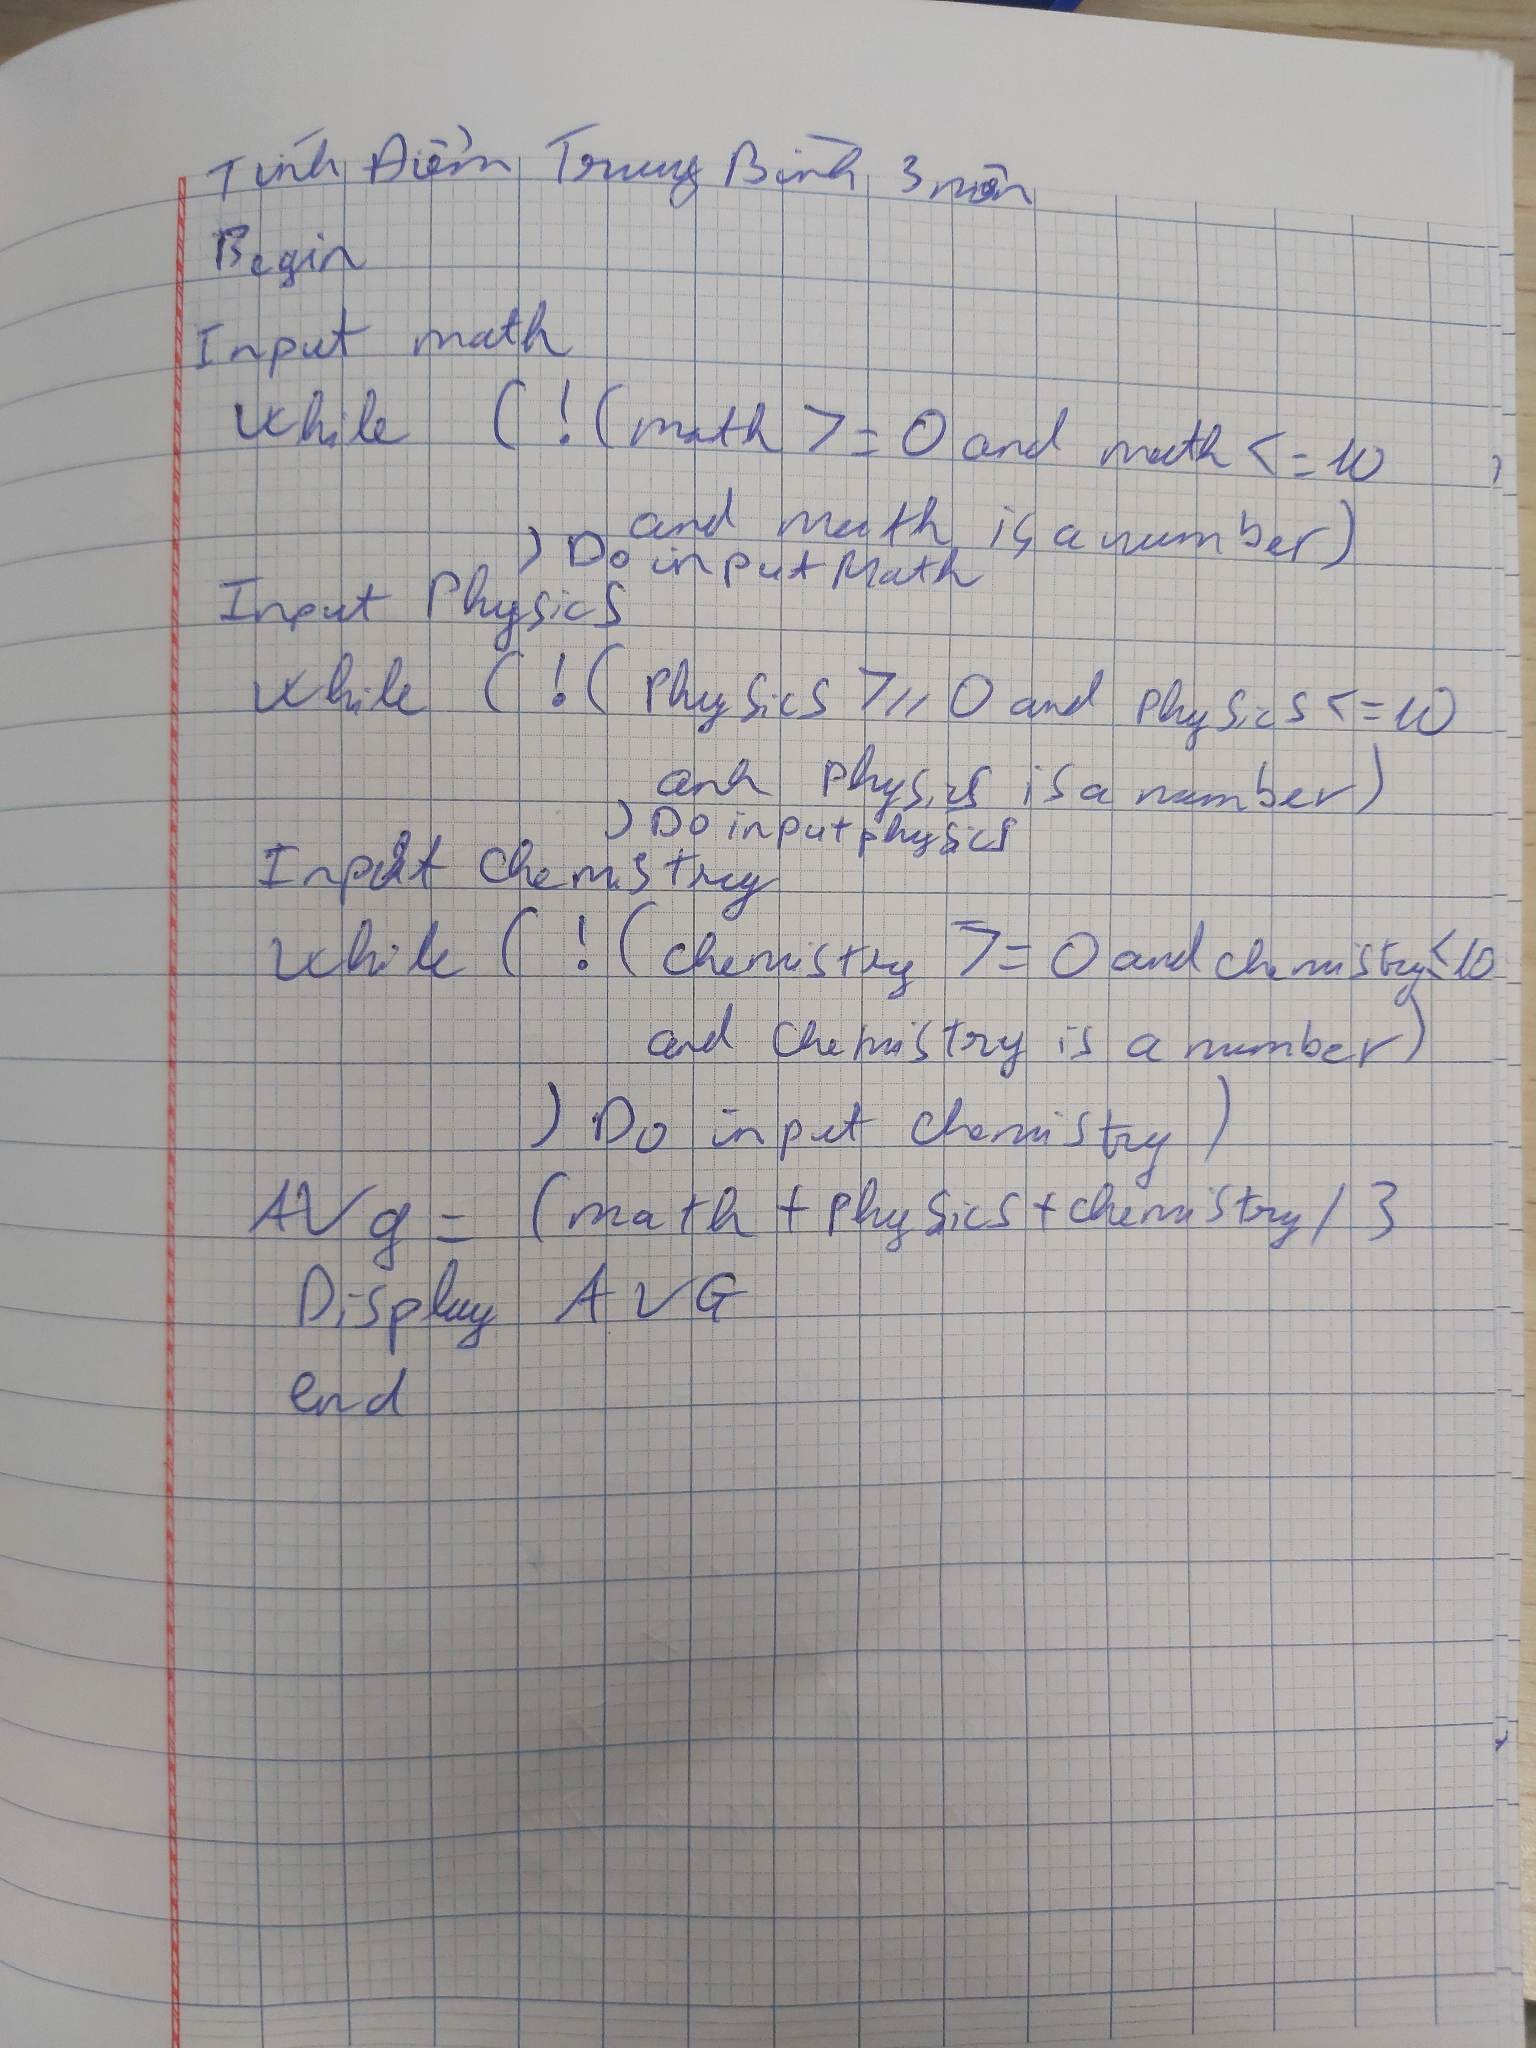 Tính Điểm Trung Bình 3 môn
Begin
Input math
While (!(math >= 0 and math <= 10
and math is a number)
) Do input Math
Input Physics
While (!(Physics >= 0 and Physics <= 10
anh Physics is a number)
) Do input physics
Input Chemistry
While (!(Chemistry >= 0 and chemistry <= 10
and Chemistry is a number)
) Do input Chemistry)
AVg = (math + Physics + chemistry / 3
Display AVG
end